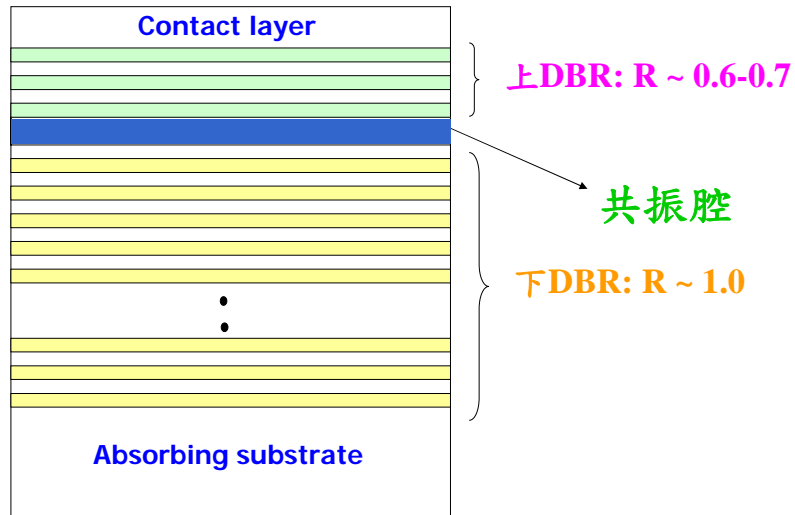 Contact layer
上DBR: R ~ 0.6-0.7
共振腔
下DBR: R ~ 1.0
Absorbing substrate